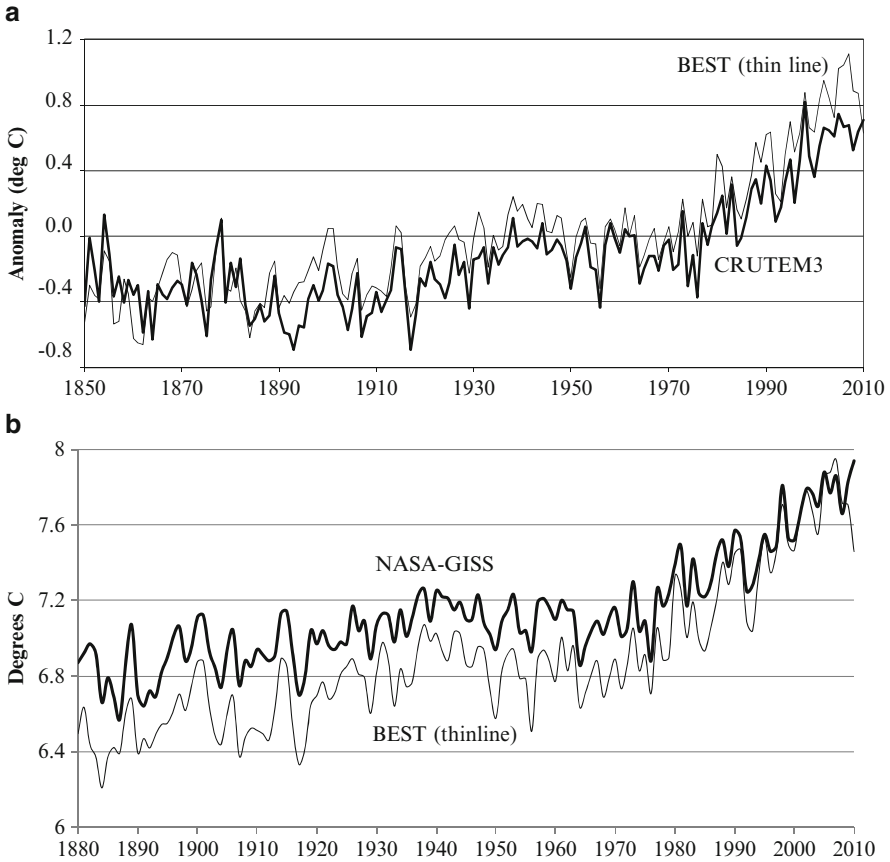 a
1.2
BEST (thin line)
0.8
0.4
Anomaly (deg C)
0.0
CRUTEM3
-0.4
-0.8
1850 1870 1890 1910 1930 1950 1970 1990 2010
b
8
7.6
NASA-GISS
7.2
Degrees C
6.8
BEST (thinline)
6.4
6
1880 1890 1900 1910 1920 1930 1940 1950 1960 1970 1980 1990 2000 2010